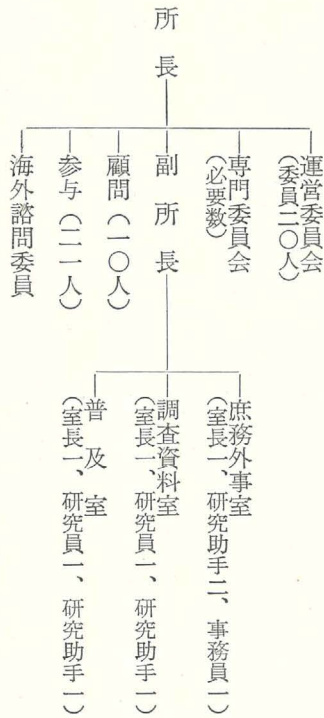 所長
運営委員会
(委員二〇人)
専門委員会
(必要数)
副所長
顧問(一〇人)
参与(二一人)
海外諮問委員
庶務外事室
(室長一、研究助手二、事務員一)
調査資料室
(室長一、研究員一、研究助手一)
普及室
(室長一、研究員一、研究助手一)